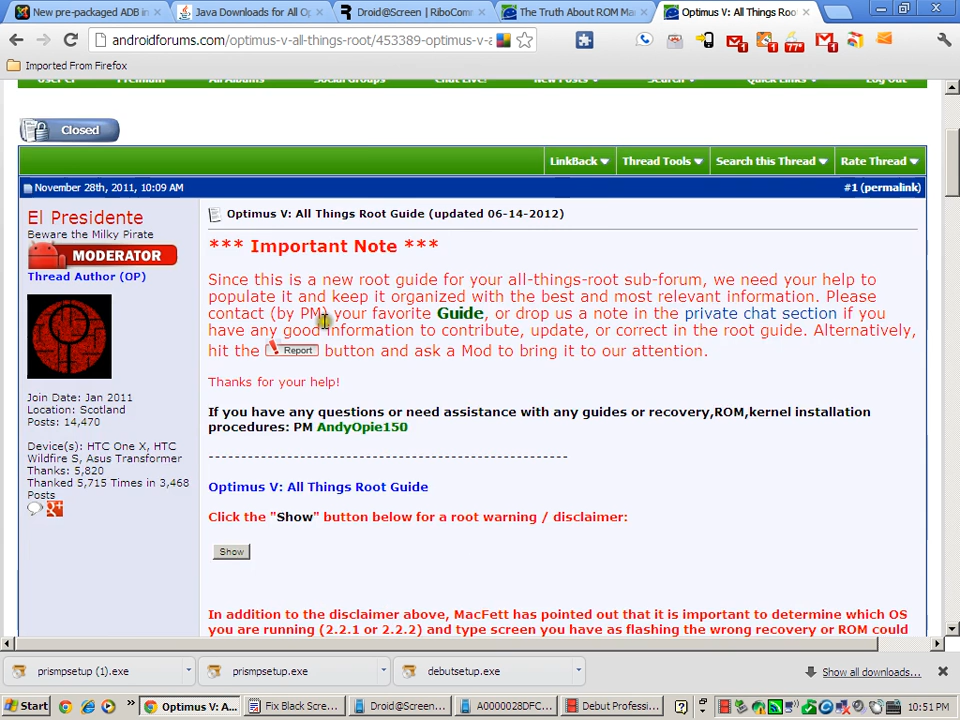 New pre-packaged ADB in
Java Downloads for All Op
Droid@Screen | RiboComm
The Truth About ROM Ma
Optimus V: All Things Roo
androidforums.com/optimus-v-all-things-root/453389-optimus-v-a
Imported From Firefox
Closed
LinkBack
Thread Tools
Search this Thread
Rate Thread
November 28th, 2011, 10:09 AM
#1 (permalink)
El Presidente
Beware the Milky Pirate
MODERATOR
Thread Author (OP)
Join Date: Jan 2011
Location: Scotland
Posts: 14,470
Device(s): HTC One X, HTC
Wildfire S, Asus Transformer
Thanks: 5,820
Thanked 5,715 Times in 3,468
Posts
Optimus V: All Things Root Guide (updated 06-14-2012)
*** Important Note ***
Since this is a new root guide for your all-things-root sub-forum, we need your help to
populate it and keep it organized with the best and most relevant information. Please
contact (by PM) your favorite Guide, or drop us a note in the private chat section if you
have any good information to contribute, update, or correct in the root guide. Alternatively,
hit the Report button and ask a Mod to bring it to our attention.
Thanks for your help!
If you have any questions or need assistance with any guides or recovery,ROM,kernel installation
procedures: PM AndyOpie150
-------------------------------------------------------
Optimus V: All Things Root Guide
Click the "Show" button below for a root warning / disclaimer:
Show
In addition to the disclaimer above, MacFett has pointed out that it is important to determine which OS
you are running (2.2.1 or 2.2.2) and type screen you have as flashing the wrong recovery or ROM could
prismpsetup (1).exe
prismpsetup.exe
debutsetup.exe
Show all downloads...
Start
Optimus V: A...
Fix Black Scre...
Droid@Screen...
A0000028DFC...
Debut Professi...
10:51 PM